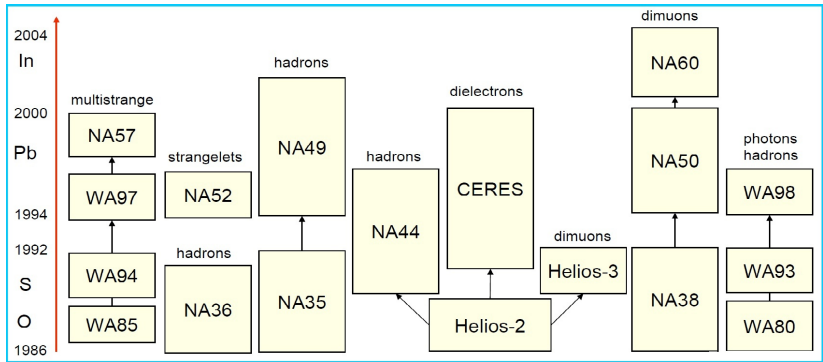 2004
In
2000
Pb
1994
1992
S
O
1986
multistrange
NA57
WA97
WA94
WA85
strangelets
NA52
hadrons
NA36
hadrons
NA49
NA35
hadrons
NA44
dielectrons
CERES
Helios-2
dimuons
Helios-3
dimuons
NA60
NA50
NA38
photons
hadrons
WA98
WA93
WA80